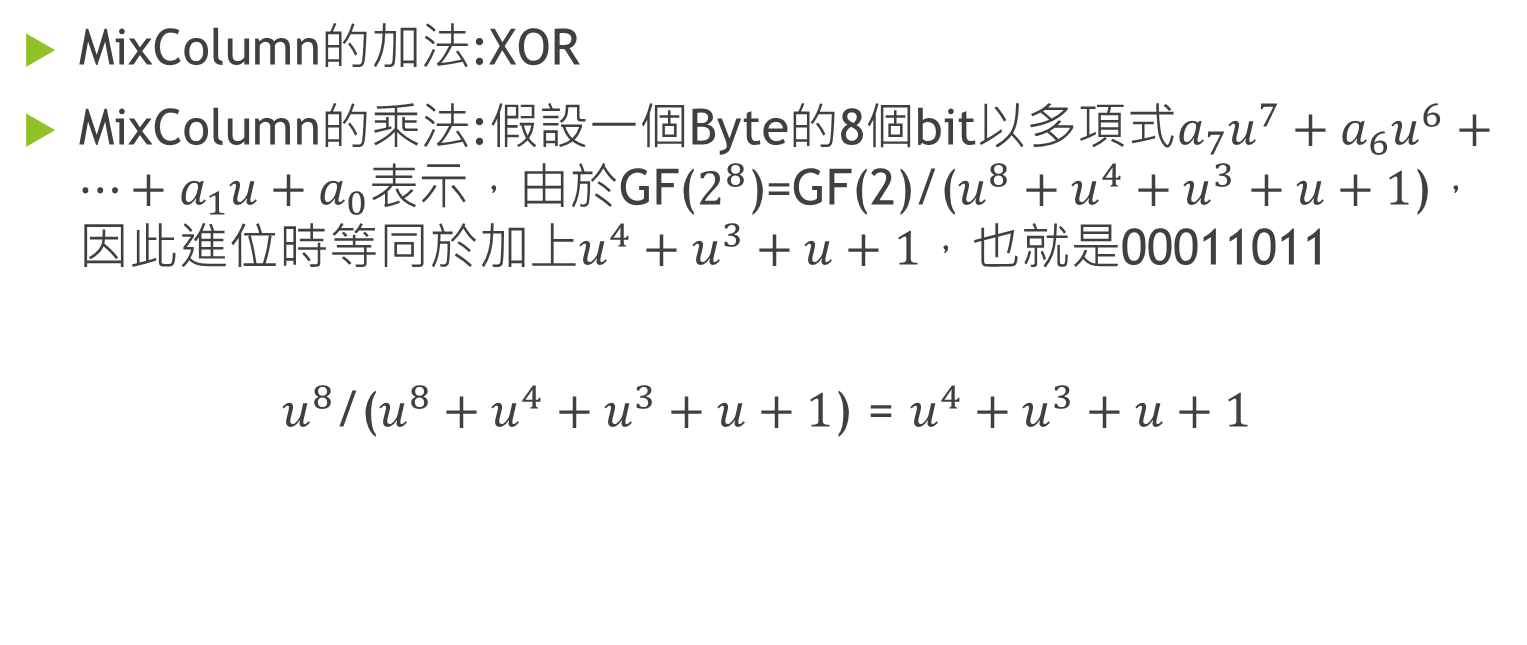 MixColumn的加法:XOR
MixColumn的乘法:假設一個Byte的8個bit以多項式𝑎₇𝑢⁷ + 𝑎₆𝑢⁶ +
⋯ + 𝑎₁𝑢 + 𝑎₀表示，由於GF(2⁸)=GF(2)/(𝑢⁸ + 𝑢⁴ + 𝑢³ + 𝑢 + 1)，
因此進位時等同於加上𝑢⁴ + 𝑢³ + 𝑢 + 1，也就是00011011
𝑢⁸/(𝑢⁸ + 𝑢⁴ + 𝑢³ + 𝑢 + 1) = 𝑢⁴ + 𝑢³ + 𝑢 + 1